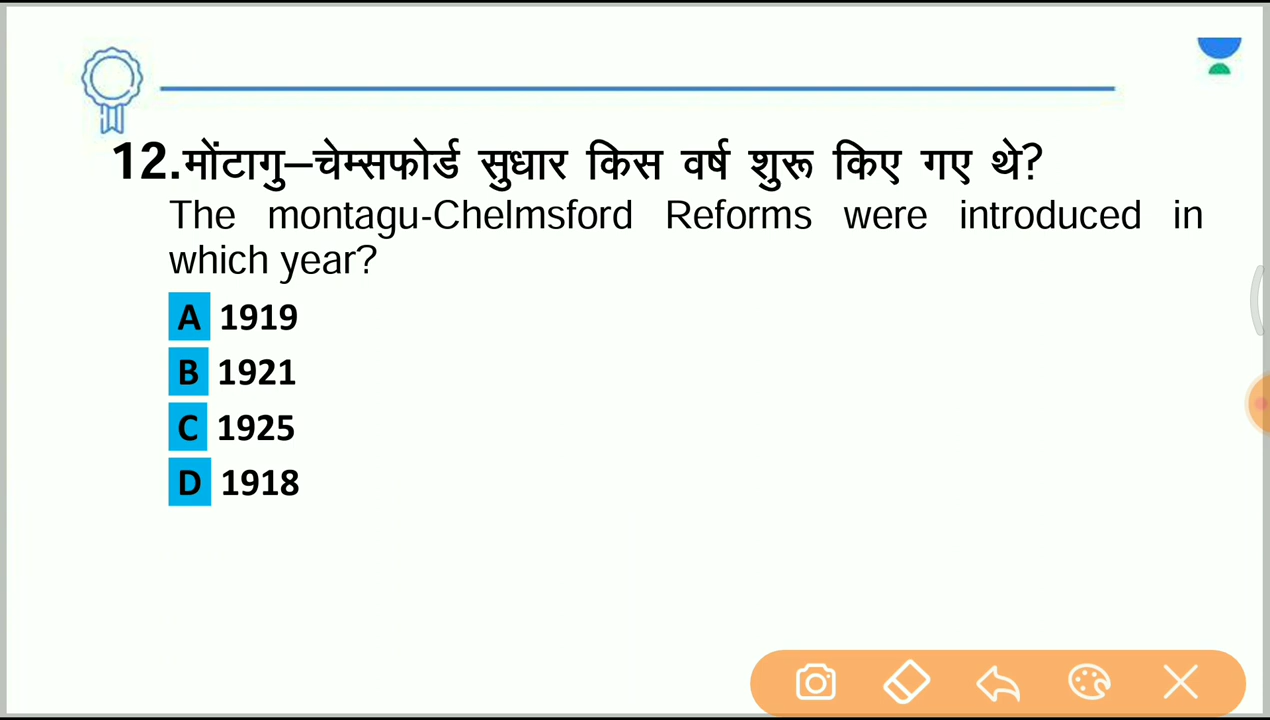 12.मोंटागु–चेम्सफोर्ड सुधार किस वर्ष शुरू किए गए थे?
The montagu-Chelmsford Reforms were introduced in
which year?
A 1919
B 1921
C 1925
D 1918